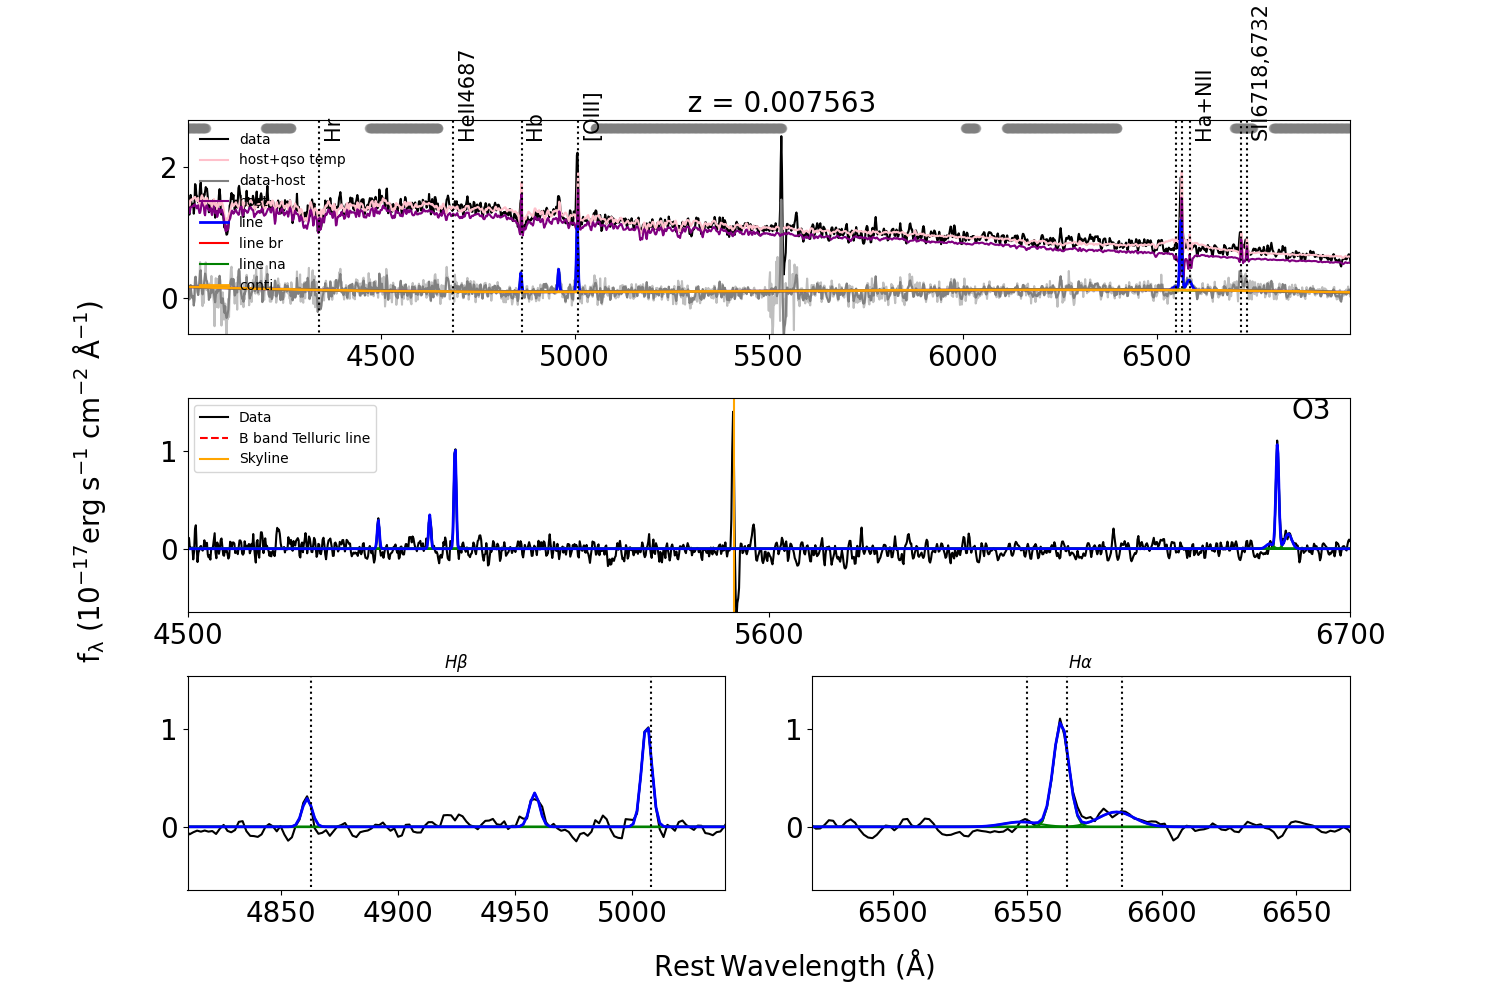 z = 0.007563
Hr
HeII4687
Hb
[OIII]
Ha+NII
SII6718,6732
data
host+qso temp
data-host
line
line br
line na
conti
2
0
4500
5000
5500
6000
6500
O3
Data
B band Telluric line
Skyline
1
0
4500
5600
6700
fλ (10⁻¹⁷erg s⁻¹ cm⁻² Å⁻¹)
Hβ
1
0
4850
4900
4950
5000
Hα
1
0
6500
6550
6600
6650
Rest Wavelength (Å)